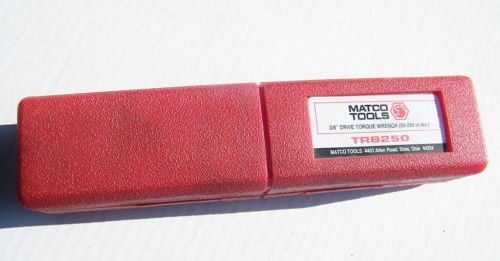 MATCO
TOOLS
3/8" DRIVE TORQUE WRENCH (50-250 in/lbs.)
TRB250
MATCO TOOLS 4403 Allen Road, Stow, Ohio 44224